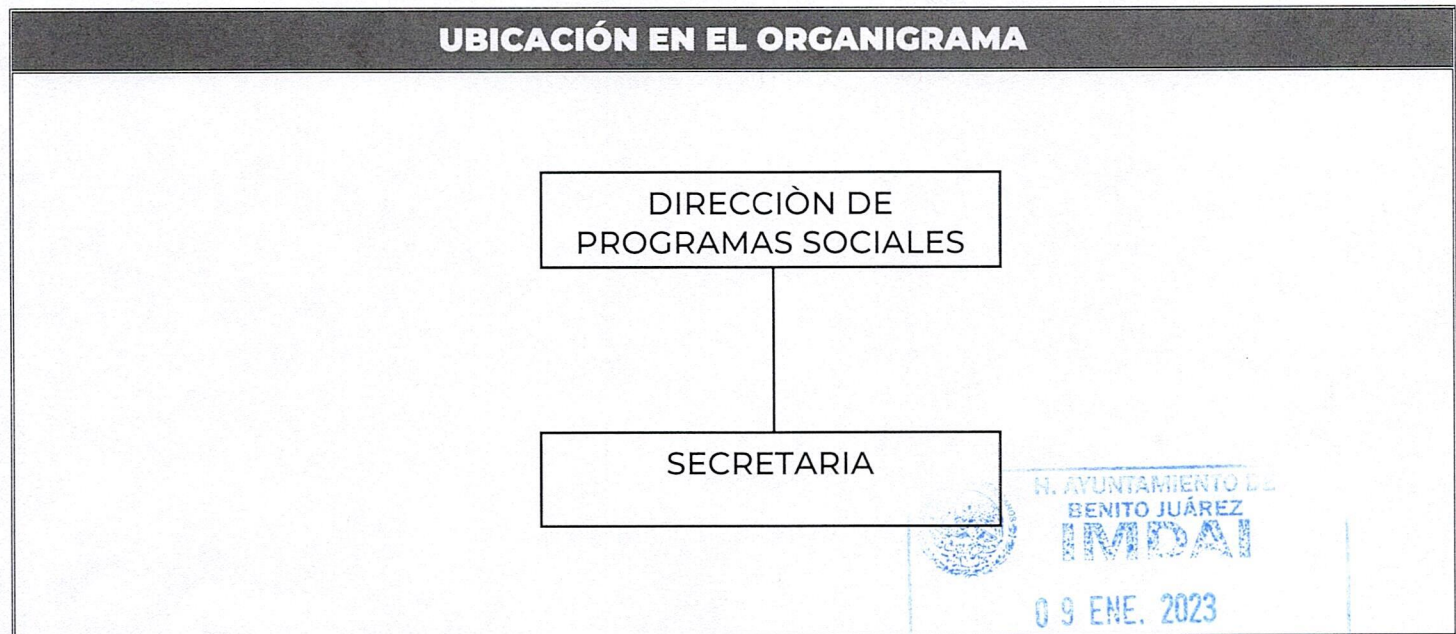 UBICACIÓN EN EL ORGANIGRAMA
DIRECCIÒN DE
PROGRAMAS SOCIALES
SECRETARIA
H. AYUNTAMIENTO DE
BENITO JUÁREZ
IMDAI
09 ENE. 2023